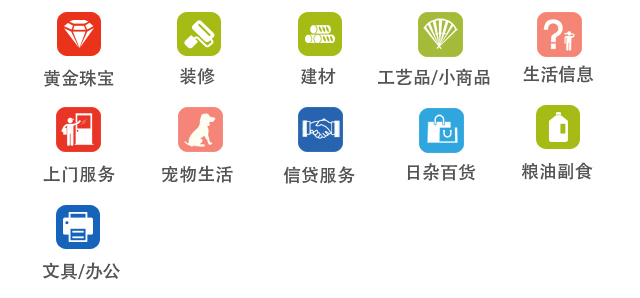 黄金珠宝
装修
建材
工艺品/小商品
生活信息
上门服务
宠物生活
信贷服务
日杂百货
粮油副食
文具/办公